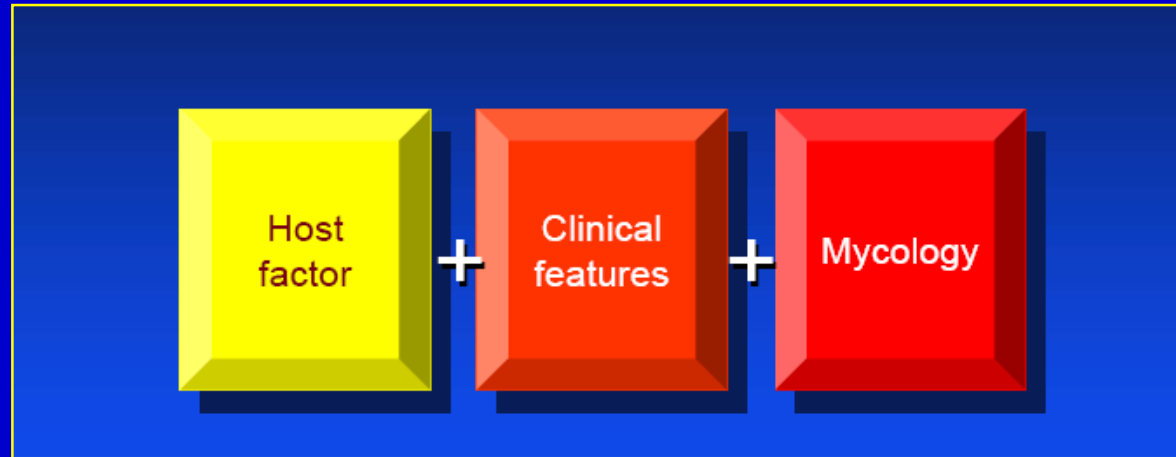 Host
factor
+
Clinical
features
+
Mycology